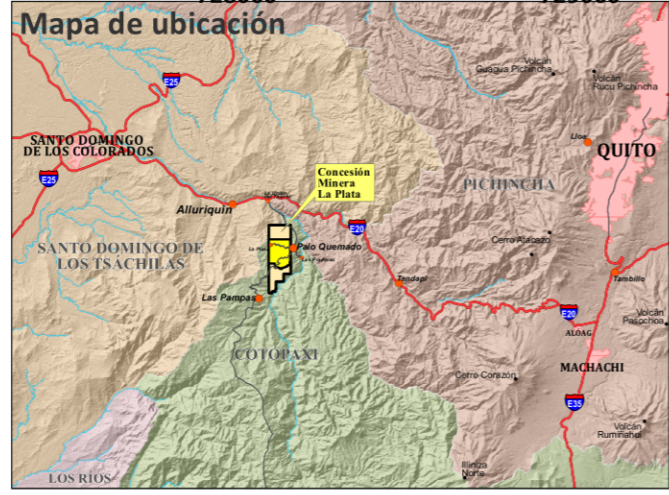 Mapa de ubicación
Volcán
Guagua Pichincha
Volcán
Rucu Pichincha
E25
Lloa
QUITO
SANTO DOMINGO
DE LOS COLORADOS
E25
Concesión
Minera
La Plata
PICHINCHA
Alluriquín
E20
SANTO DOMINGO DE
LOS TSÁCHILAS
Palo Quemado
Cerro Atacazo
Tandapi
Tambillo
Las Pampas
E20
Volcán
Pasochoa
ALOAG
COTOPAXI
MACHACHI
Cerro Corazón
E35
Volcán
Rumiñahui
LOS RIOS
Illiniza
Norte